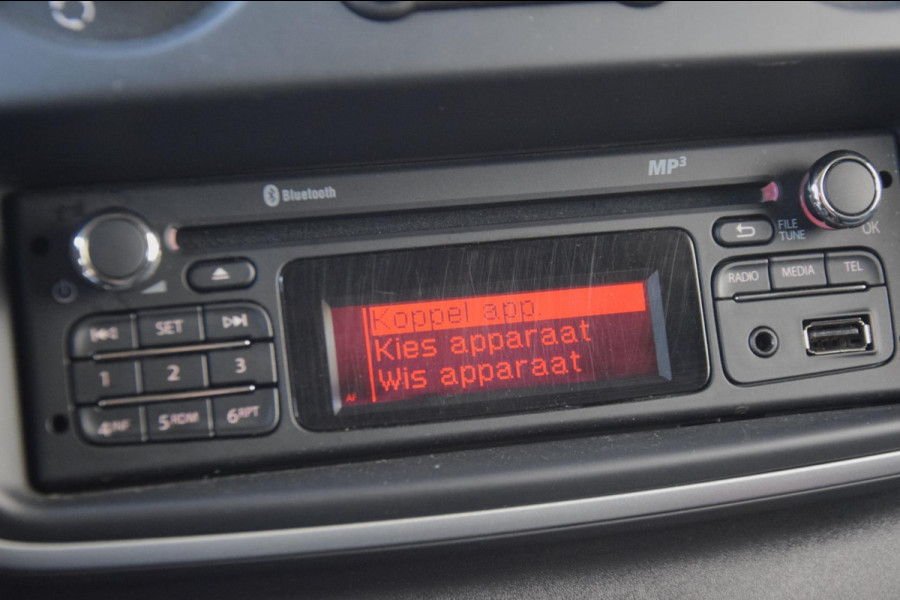 Bluetooth
MP3
FILE
TUNE
OK
RADIO MEDIA TEL
SET
1 2 3
4INF 5RDM 6RPT
Koppel app.
Kies apparaat
Wis apparaat
AF